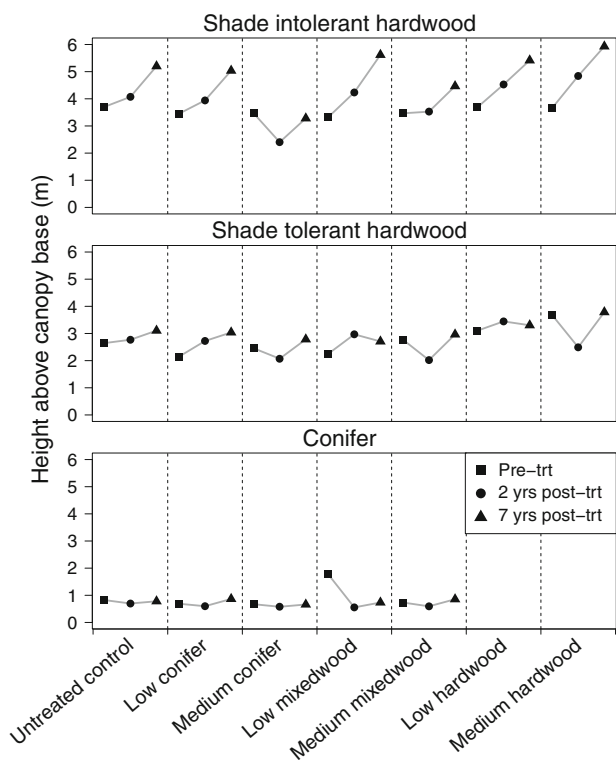 Shade intolerant hardwood
6
5
4
3
2
1
0
Shade tolerant hardwood
6
5
4
3
2
1
0
Height above canopy base (m)
Conifer
6
5
4
3
2
1
0
Pre−trt
2 yrs post−trt
7 yrs post−trt
Untreated control
Low conifer
Medium conifer
Low mixedwood
Medium mixedwood
Low hardwood
Medium hardwood